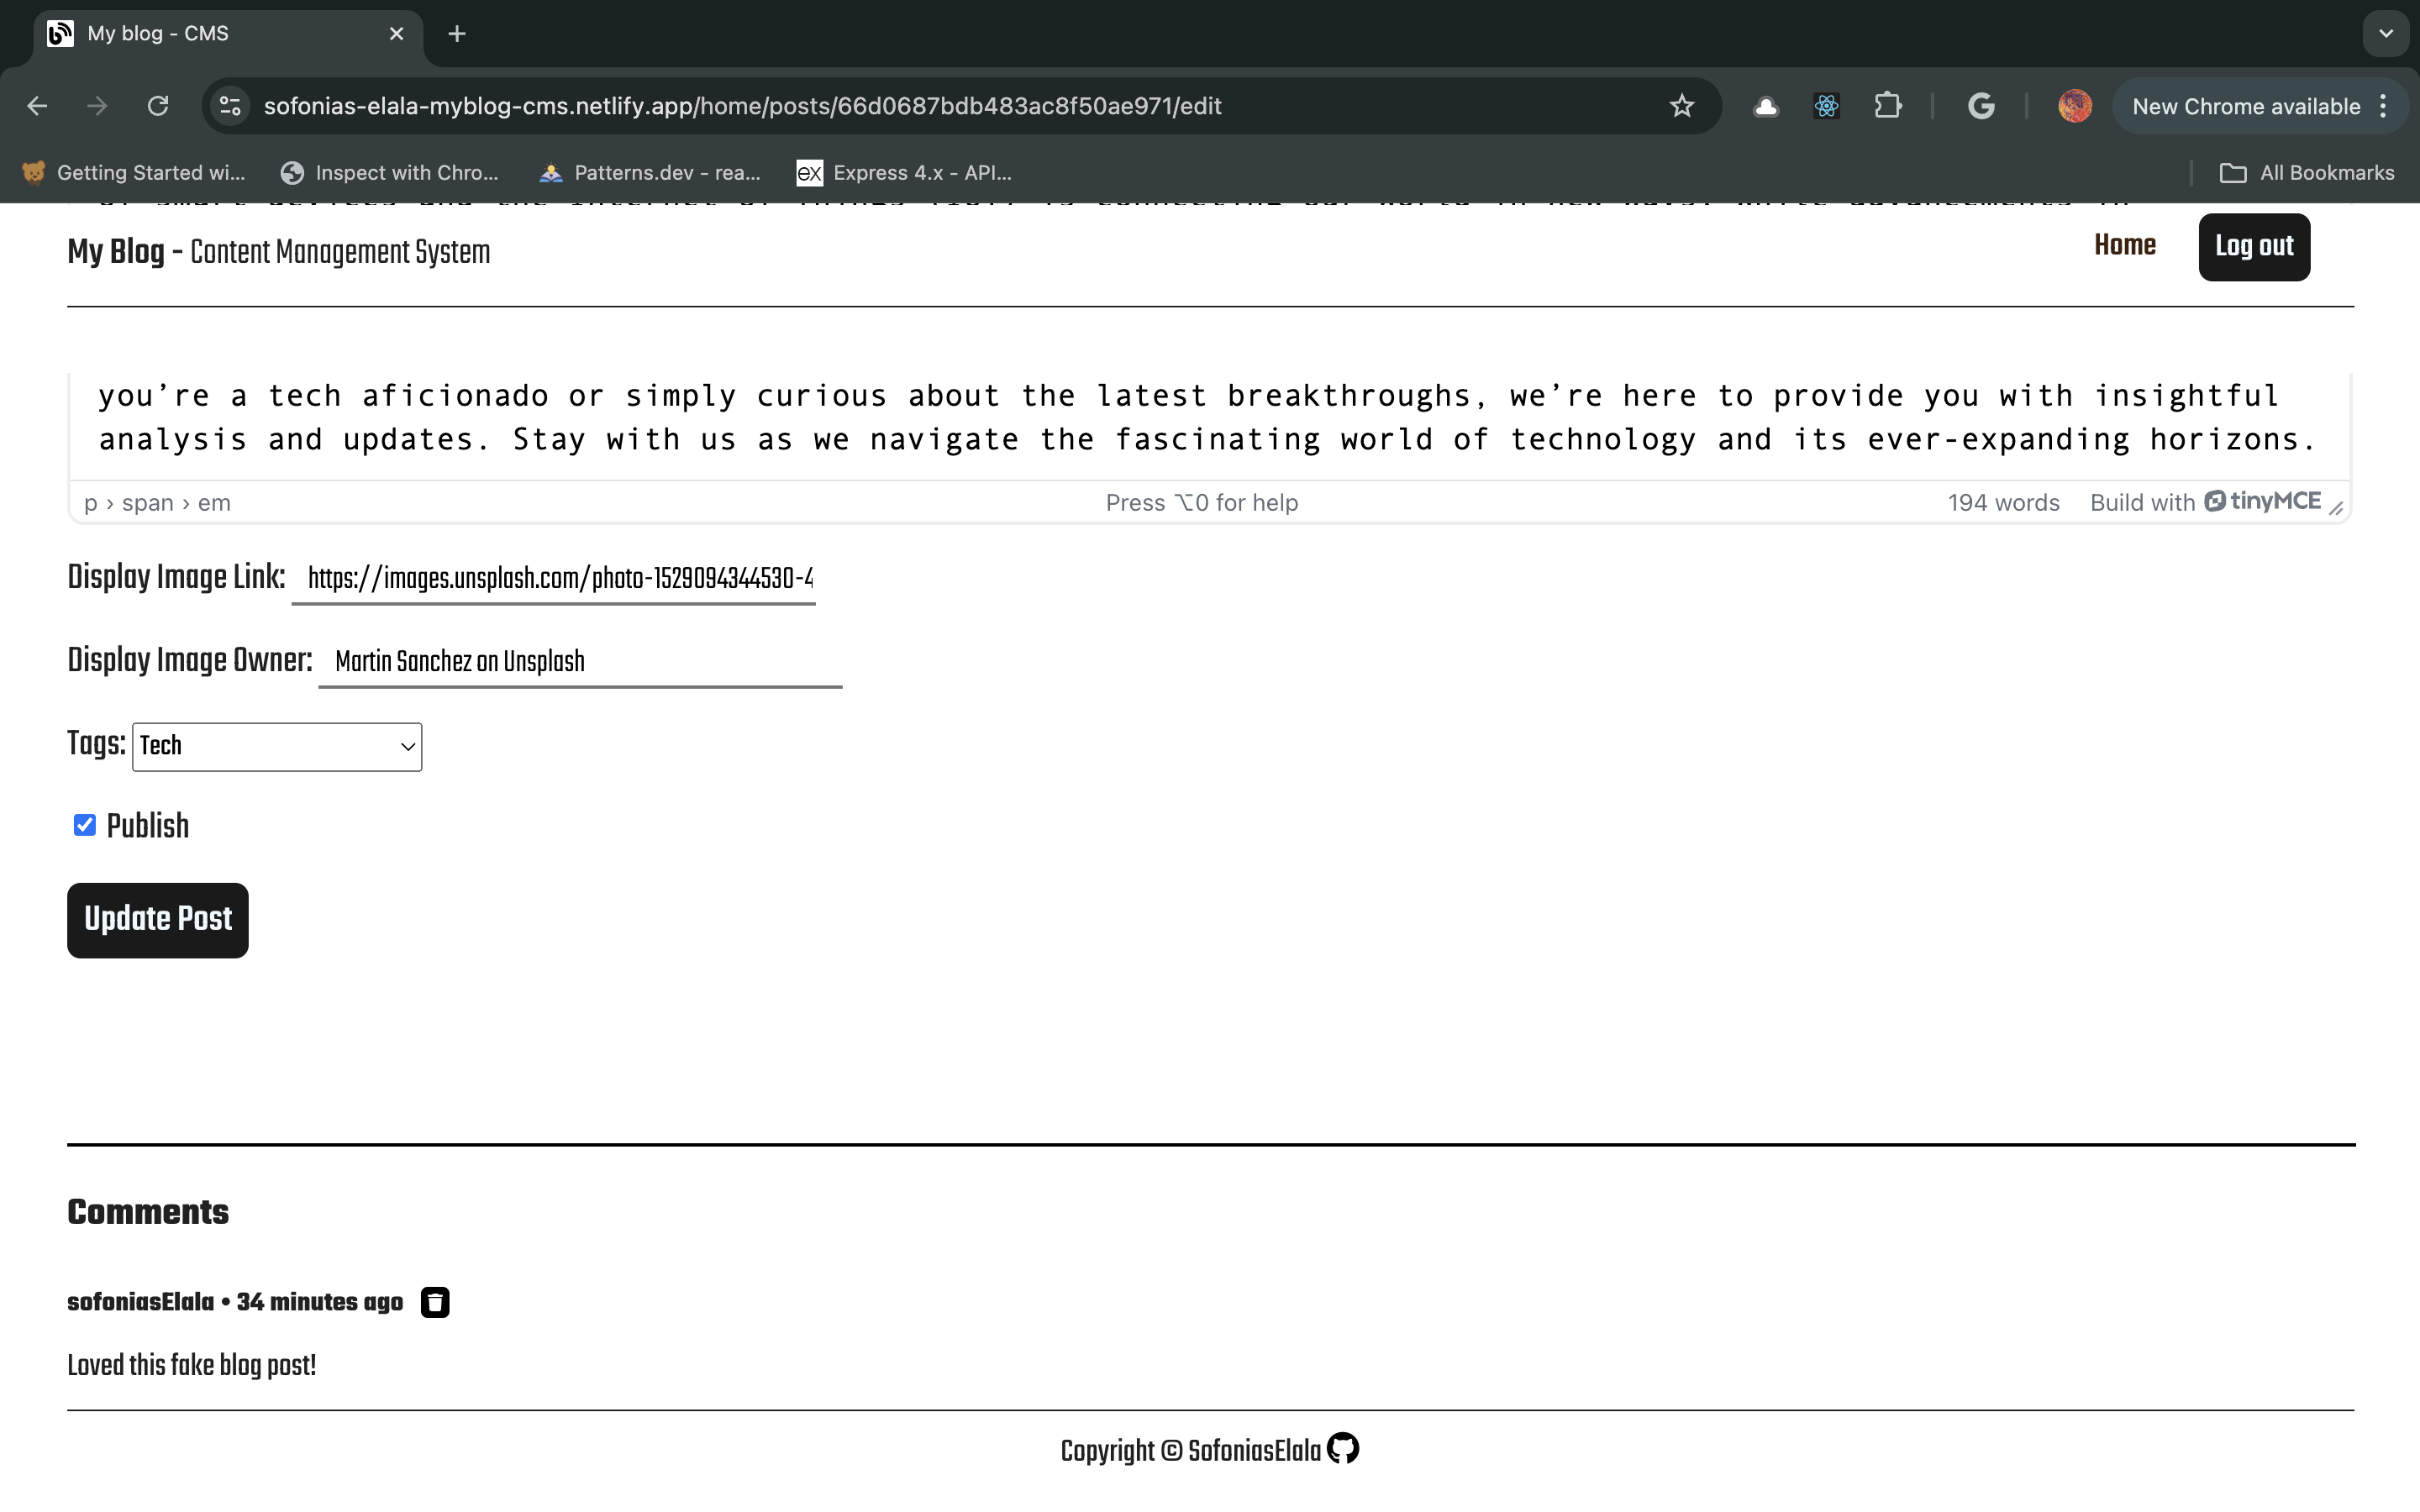 My blog - CMS
sofonias-elala-myblog-cms.netlify.app/home/posts/66d0687bdb483ac8f50ae971/edit
New Chrome available
Getting Started wi...
Inspect with Chro...
Patterns.dev - rea...
ex Express 4.x - API...
All Bookmarks
My Blog - Content Management System
Home
Log out
you’re a tech aficionado or simply curious about the latest breakthroughs, we’re here to provide you with insightful
analysis and updates. Stay with us as we navigate the fascinating world of technology and its ever-expanding horizons.
p › span › em
Press ⌥0 for help
194 words
Build with tinyMCE
Display Image Link: https://images.unsplash.com/photo-1529094344530-4
Display Image Owner: Martin Sanchez on Unsplash
Tags: Tech
Publish
Update Post
Comments
sofoniasElala • 34 minutes ago
Loved this fake blog post!
Copyright © SofoniasElala